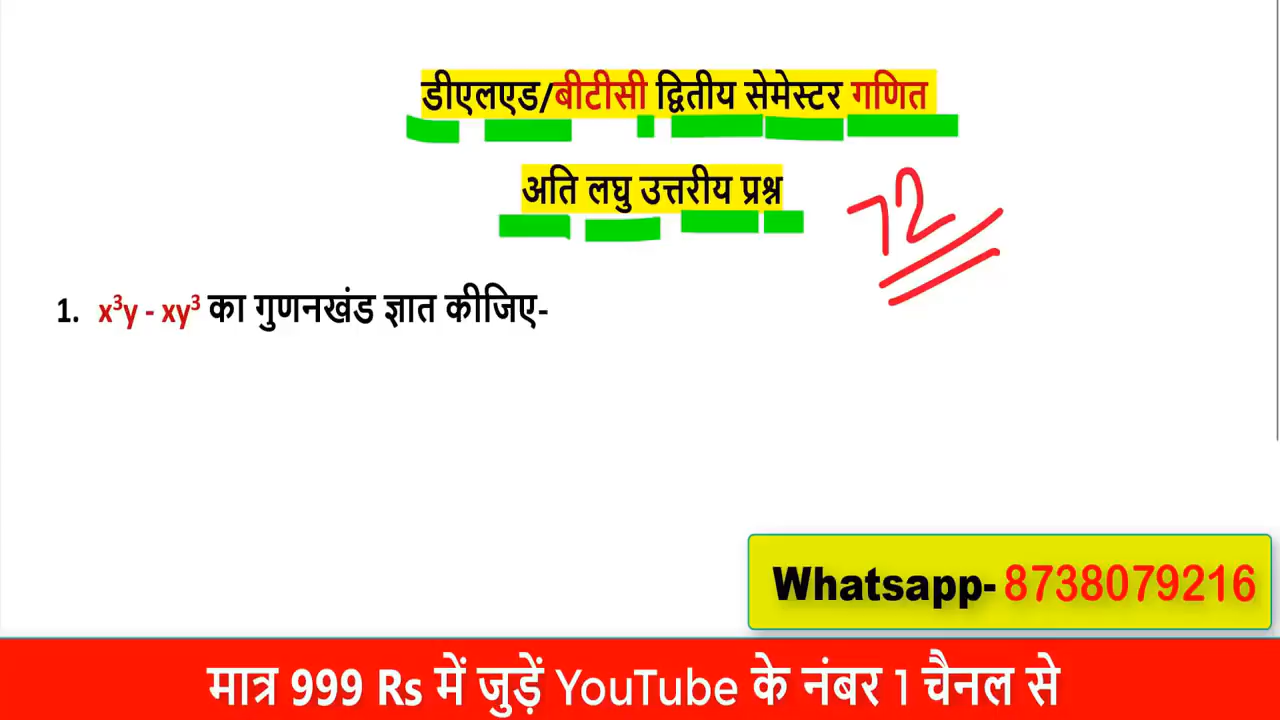 डीएलएड/बीटीसी द्वितीय सेमेस्टर गणित
अति लघु उत्तरीय प्रश्न
72
1. x³y - xy³ का गुणनखंड ज्ञात कीजिए-
Whatsapp- 8738079216
मात्र 999 Rs में जुड़ें YouTube के नंबर 1 चैनल से